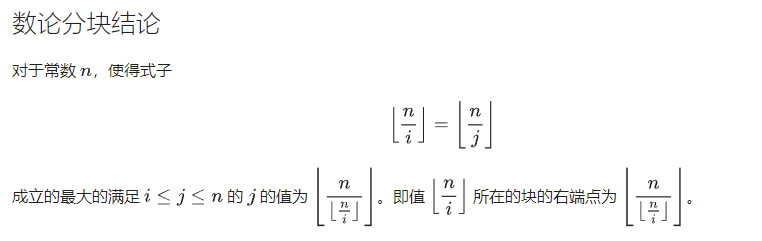 数论分块结论
对于常数 n，使得式子
⌊n/i⌋ = ⌊n/j⌋
成立的最大的满足 i ≤ j ≤ n 的 j 的值为 ⌊n/⌊n/i⌋⌋。即值 ⌊n/i⌋ 所在的块的右端点为 ⌊n/⌊n/i⌋⌋。